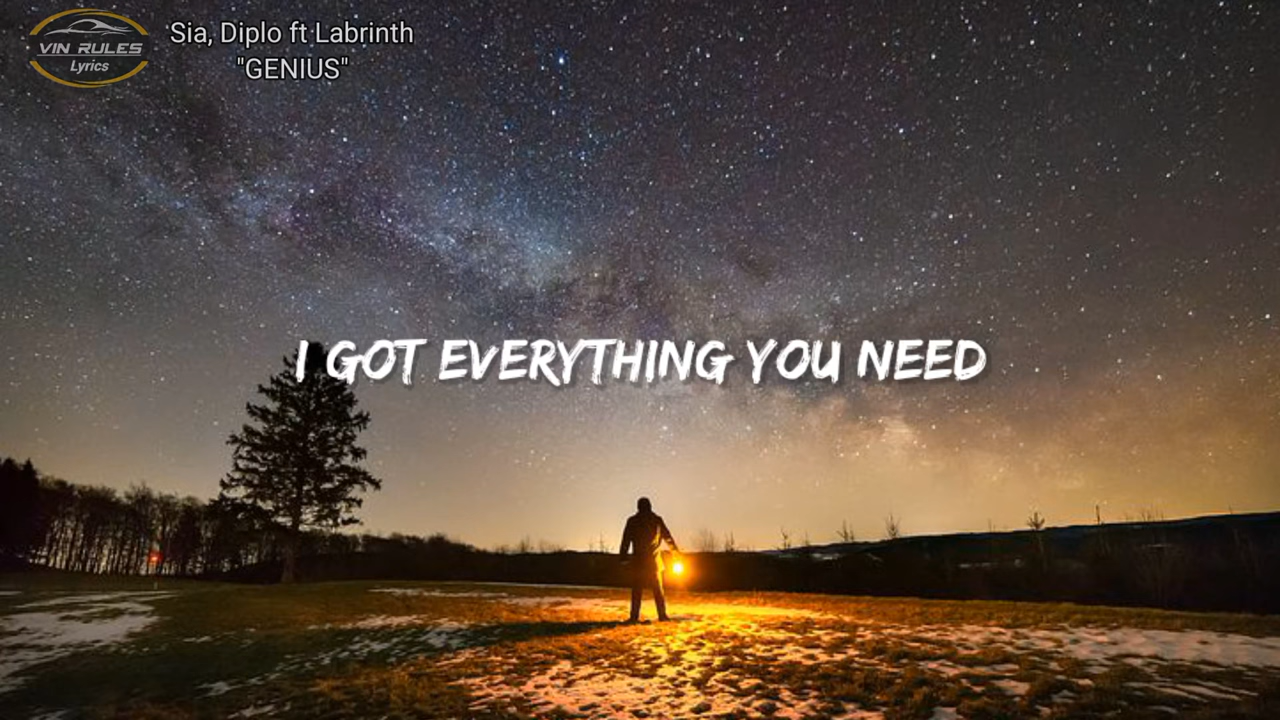 VIN RULES
Lyrics
Sia, Diplo ft Labrinth
"GENIUS"
I GOT EVERYTHING YOU NEED